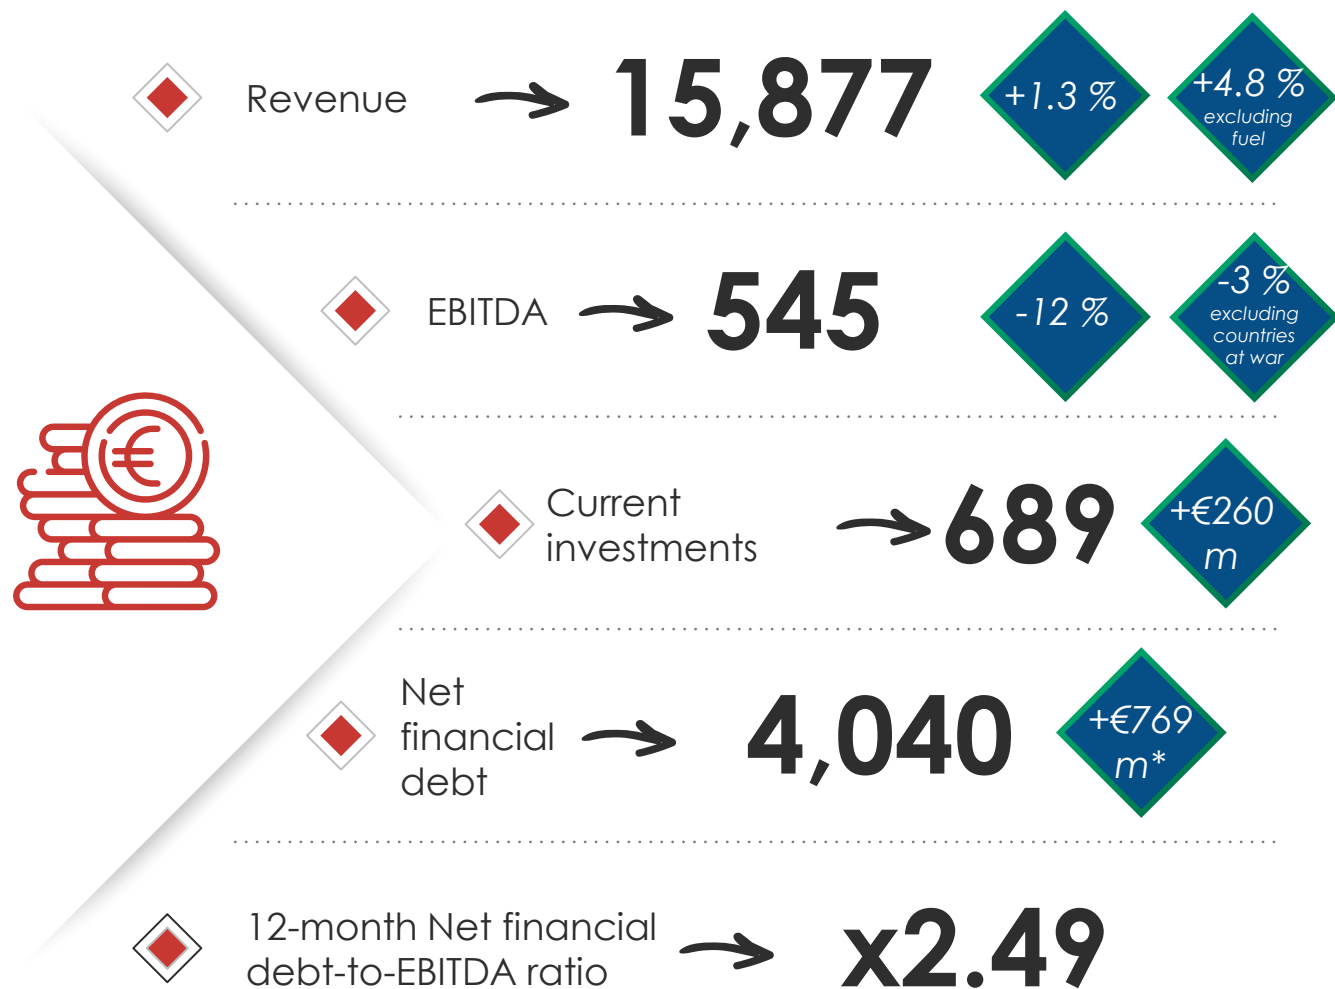 Revenue
15,877
+1.3 %
+4.8 %
excluding
fuel
EBITDA
545
-12 %
-3 %
excluding
countries
at war
Current
investments
689
+€260
m
Net
financial
debt
4,040
+€769
m*
12-month Net financial
debt-to-EBITDA ratio
x2.49
€